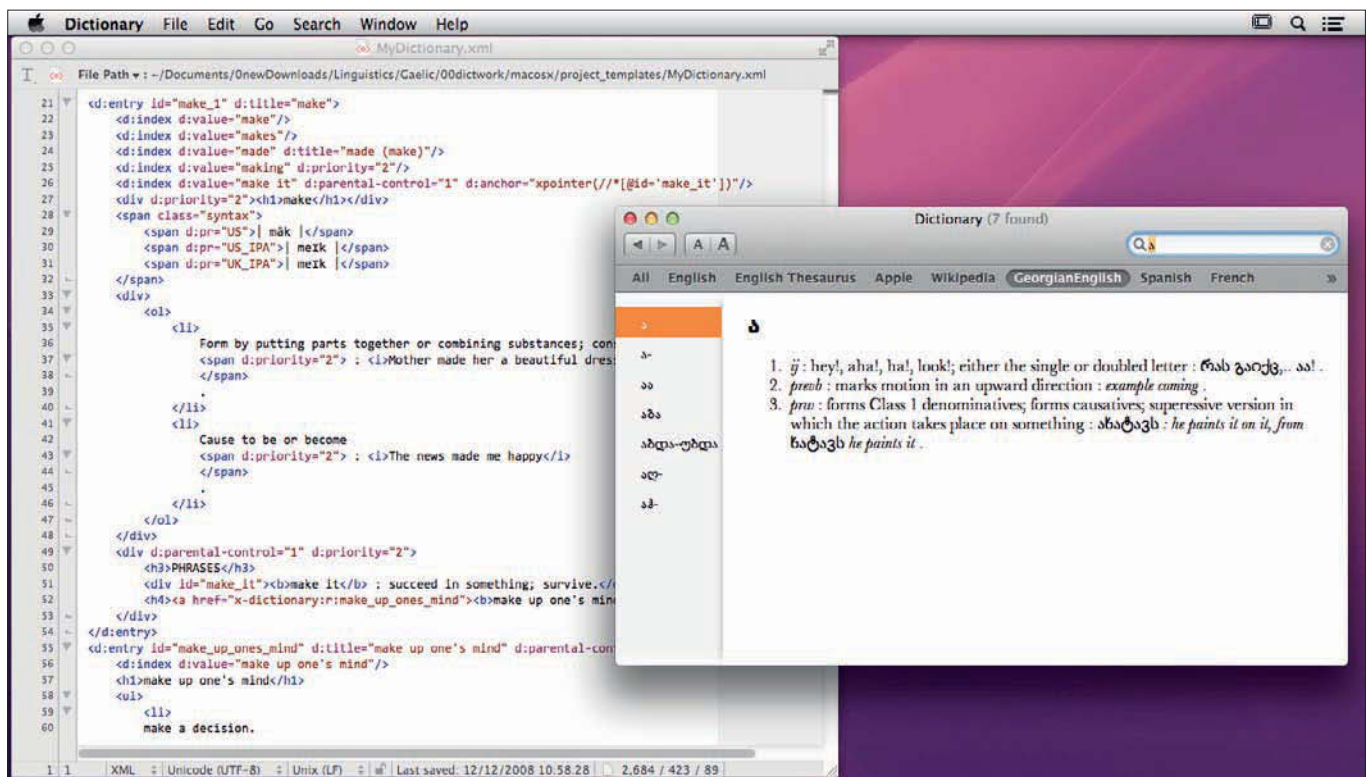 Dictionary File Edit Go Search Window Help
MyDictionary.xml
File Path ▾ : ~/Documents/0newDownloads/Linguistics/Gaelic/00dictwork/macosx/project_templates/MyDictionary.xml
21 <d:entry id="make_1" d:title="make">
22 <d:index d:value="make"/>
23 <d:index d:value="makes"/>
24 <d:index d:value="made" d:title="made (make)"/>
25 <d:index d:value="making" d:priority="2"/>
26 <d:index d:value="make it" d:parental-control="1" d:anchor="xpointer(//*[@id='make_it'])"/>
27 <div d:priority="2"><h1>make</h1></div>
28 <span class="syntax">
29 <span d:pr="US">| māk |</span>
30 <span d:pr="US_IPA">| meɪk |</span>
31 <span d:pr="UK_IPA">| meɪk |</span>
32 </span>
33 <div>
34 <ol>
35 <li>
36 Form by putting parts together or combining substances; con
37 <span d:priority="2"> : <i>Mother made her a beautiful dres
38 </span>
39 .
40 </li>
41 <li>
42 Cause to be or become
43 <span d:priority="2"> : <i>The news made me happy</i>
44 </span>
45 .
46 </li>
47 </ol>
48 </div>
49 <div d:parental-control="1" d:priority="2">
50 <h3>PHRASES</h3>
51 <div id="make_it"><b>make it</b> : succeed in something; survive.</
52 <h4><a href="x-dictionary:r:make_up_ones_mind"><b>make up one's min
53 </div>
54 </d:entry>
55 <d:entry id="make_up_ones_mind" d:title="make up one's mind" d:parental-con
56 <d:index d:value="make up one's mind"/>
57 <h1>make up one's mind</h1>
58 <ul>
59 <li>
60 make a decision.
1 1 XML Unicode (UTF-8) Unix (LF) Last saved: 12/12/2008 10:58:28 2,684 / 423 / 89
Dictionary (7 found)
A A ა
All English English Thesaurus Apple Wikipedia GeorgianEnglish Spanish French »
ა
ა-
აა
აბა
აბდა-უბდა
აღ-
აჰ-
ა
1. ij : hey!, aha!, ha!, look!; either the single or doubled letter : რას გაიქვ,.. აა! .
2. prevb : marks motion in an upward direction : example coming .
3. prv : forms Class 1 denominatives; forms causatives; superessive version in
which the action takes place on something : ახატავს : he paints it on it, from
ხატავს he paints it .